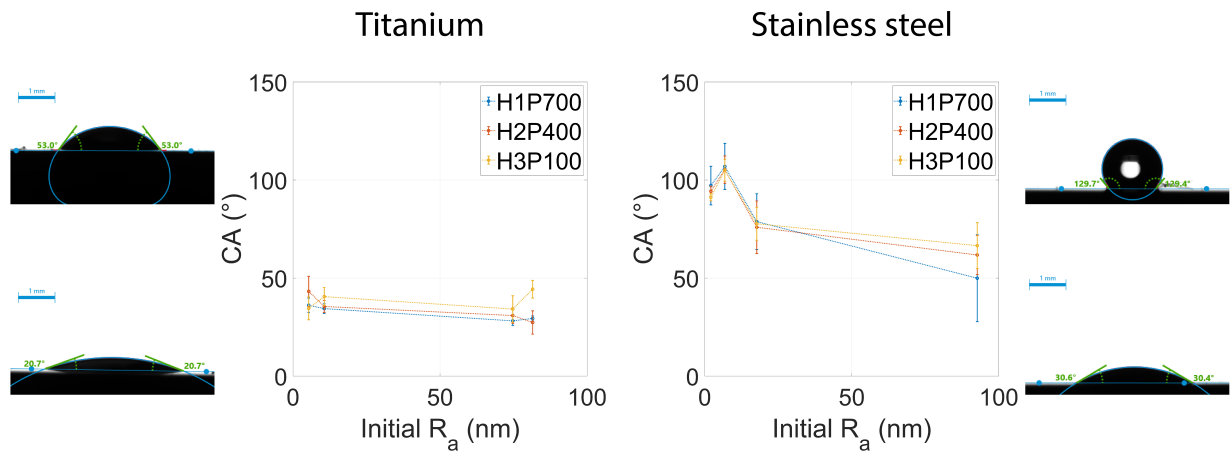 Titanium
Stainless steel
1 mm
53.0°
53.0°
1 mm
20.7°
20.7°
150
100
50
0
0
50
100
CA (°)
Initial Ra (nm)
H1P700
H2P400
H3P100
150
100
50
0
0
50
100
CA (°)
Initial Ra (nm)
H1P700
H2P400
H3P100
1 mm
129.7°
129.4°
1 mm
30.6°
30.4°